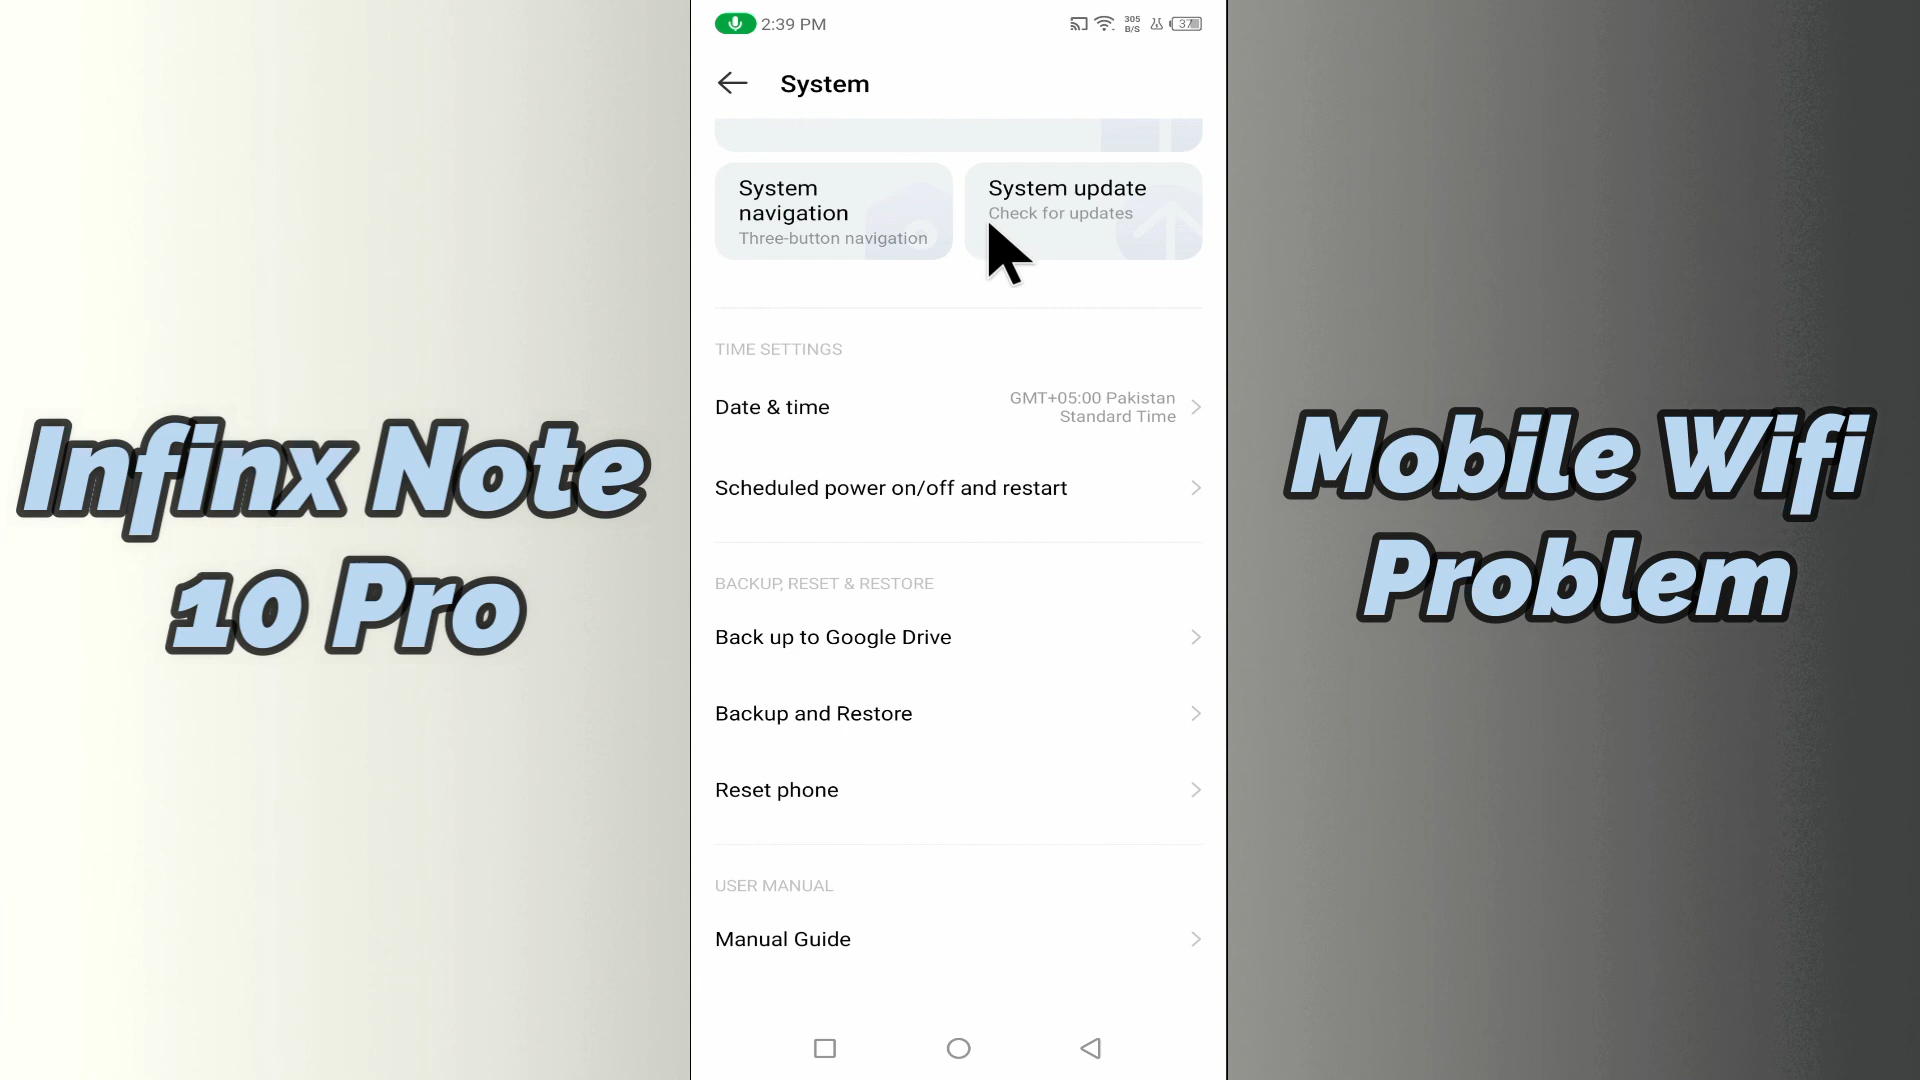 2:39 PM
305
B/S
37
System
System
navigation
Three-button navigation
System update
Check for updates
TIME SETTINGS
Date & time
GMT+05:00 Pakistan
Standard Time
Scheduled power on/off and restart
BACKUP, RESET & RESTORE
Back up to Google Drive
Backup and Restore
Reset phone
USER MANUAL
Manual Guide
Infinx Note
10 Pro
Mobile Wifi
Problem